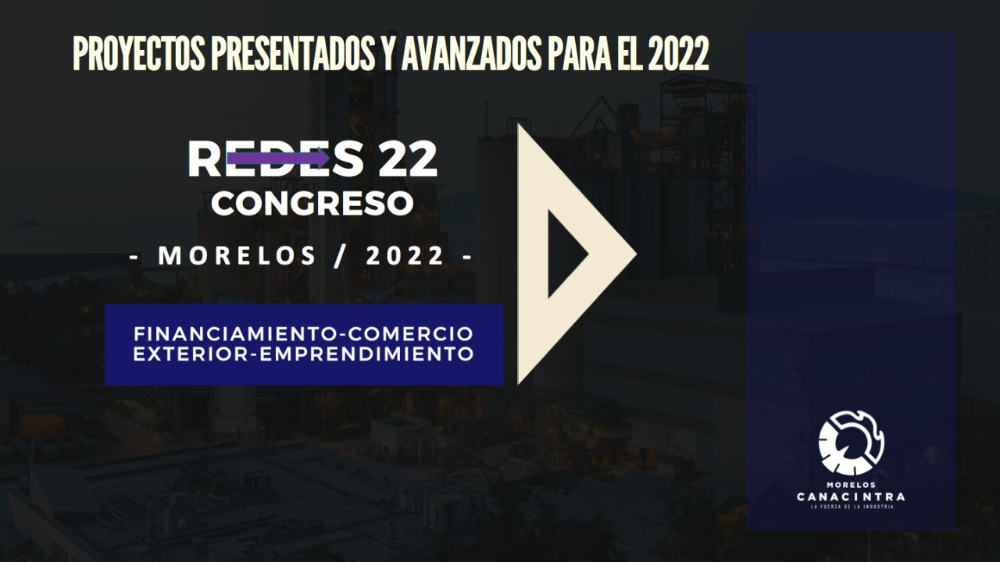 PROYECTOS PRESENTADOS Y AVANZADOS PARA EL 2022
REDES 22
CONGRESO
- MORELOS / 2022 -
FINANCIAMIENTO-COMERCIO
EXTERIOR-EMPRENDIMIENTO
MORELOS
CANACINTRA
LA FUERZA DE LA INDUSTRIA